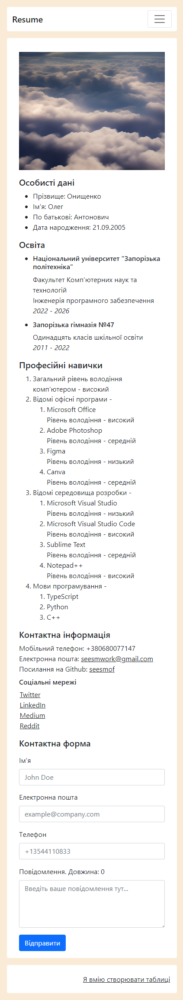 Resume
Особисті дані
Прізвище: Онищенко
Ім'я: Олег
По батькові: Антонович
Дата народження: 21.09.2005
Освіта
Національний університет "Запорізька
політехніка"
Факультет Комп'ютерних наук та
технологій
Інженерія програмного забезпечення
2022 - 2026
Запорізька гімназія №47
Одинадцять класів шкільної освіти
2011 - 2022
Професійні навички
1. Загальний рівень володіння
комп'ютером - високий
2. Відомі офісні програми -
1. Microsoft Office
Рівень володіння - високий
2. Adobe Photoshop
Рівень володіння - середній
3. Figma
Рівень володіння - низький
4. Canva
Рівень володіння - середній
3. Відомі середовища розробки -
1. Microsoft Visual Studio
Рівень володіння - низький
2. Microsoft Visual Studio Code
Рівень володіння - високий
3. Sublime Text
Рівень володіння - середній
4. Notepad++
Рівень володіння - високий
4. Мови програмування -
1. TypeScript
2. Python
3. C++
Контактна інформація
Мобільний телефон: +380680077147
Електронна пошта: seesmwork@gmail.com
Посилання на Github: seesmof
Соціальні мережі
Twitter
LinkedIn
Medium
Reddit
Контактна форма
Ім'я
John Doe
Електронна пошта
example@company.com
Телефон
+13544110833
Повідомлення. Довжина: 0
Введіть ваше повідомлення тут...
Відправити
Я вмію створювати таблиці